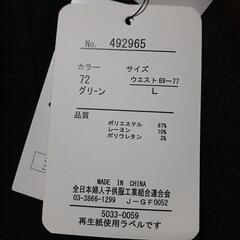 No. 492965
カラー サイズ
72 ウエスト69~77
グリーン L
品質
ポリエステル 87%
レーヨン 10%
ポリウレタン 3%
MADE IN CHINA
全日本婦人子供服工業組合連合会
03-3866-1299 J-GF0052
5033-0059
再生紙使用ラベルです